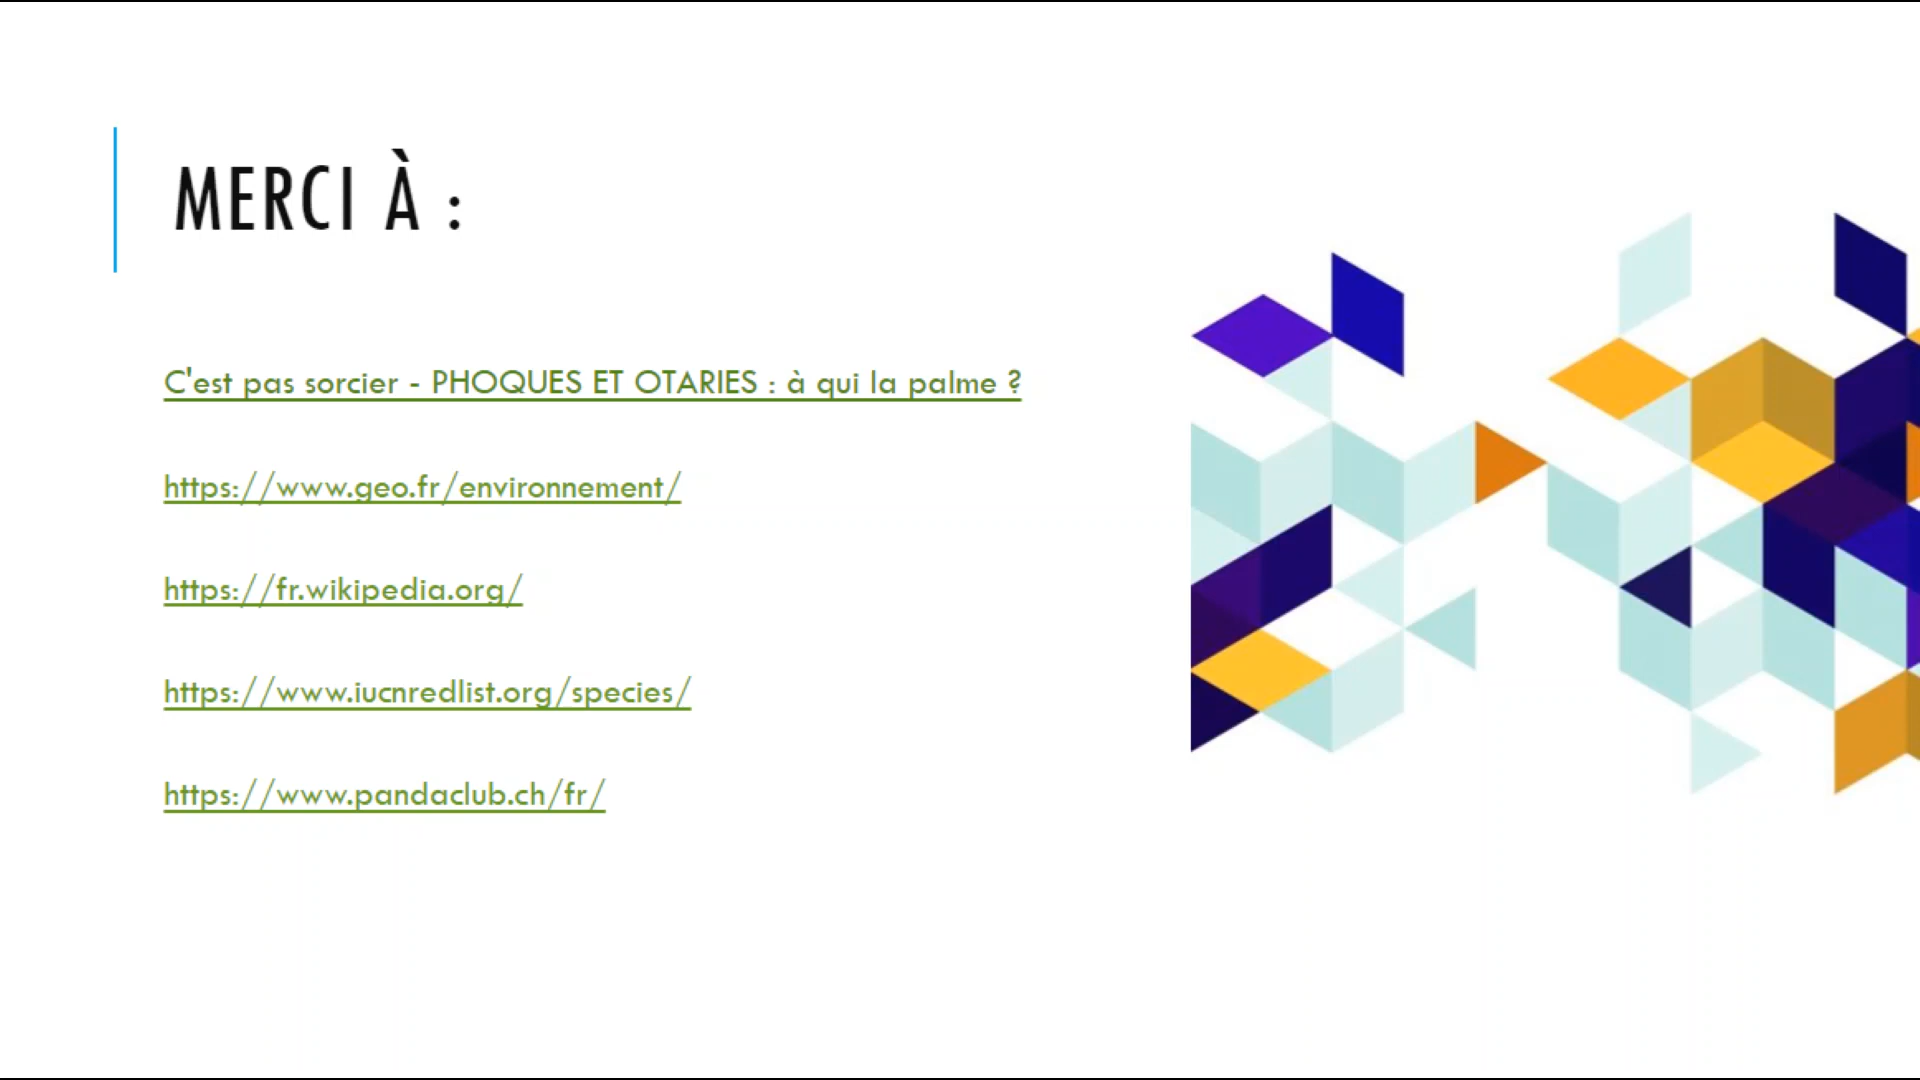 MERCI À :
C'est pas sorcier - PHOQUES ET OTARIES : à qui la palme ?
https://www.geo.fr/environnement/
https://fr.wikipedia.org/
https://www.iucnredlist.org/species/
https://www.pandaclub.ch/fr/